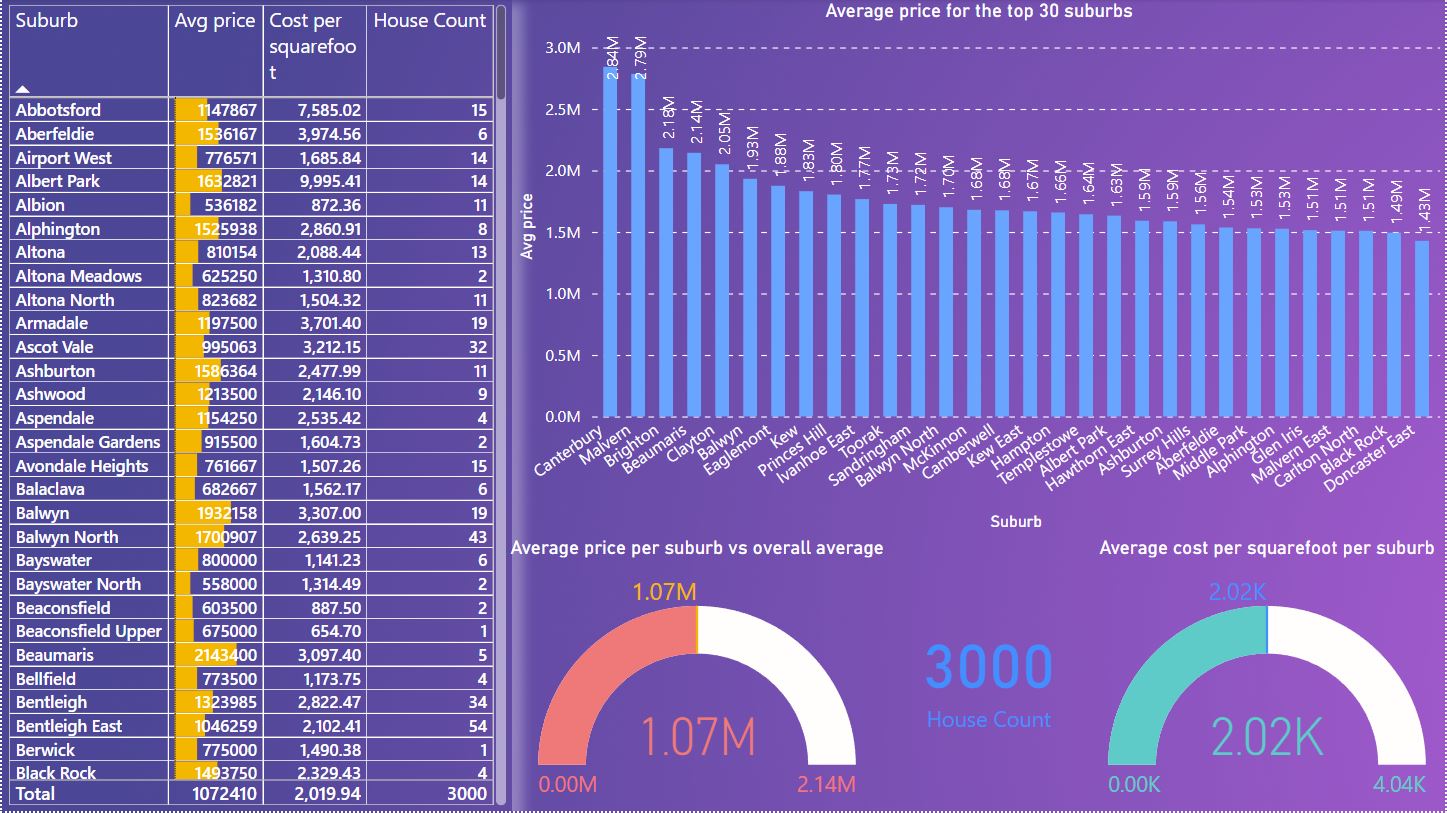 Suburb Avg price Cost per squarefoo t House Count
Abbotsford 1147867 7,585.02 15
Aberfeldie 1536167 3,974.56 6
Airport West 776571 1,685.84 14
Albert Park 1632821 9,995.41 14
Albion 536182 872.36 11
Alphington 1525938 2,860.91 8
Altona 810154 2,088.44 13
Altona Meadows 625250 1,310.80 2
Altona North 823682 1,504.32 11
Armadale 1197500 3,701.40 19
Ascot Vale 995063 3,212.15 32
Ashburton 1586364 2,477.99 11
Ashwood 1213500 2,146.10 9
Aspendale 1154250 2,535.42 4
Aspendale Gardens 915500 1,604.73 2
Avondale Heights 761667 1,507.26 15
Balaclava 682667 1,562.17 6
Balwyn 1932158 3,307.00 19
Balwyn North 1700907 2,639.25 43
Bayswater 800000 1,141.23 6
Bayswater North 558000 1,314.49 2
Beaconsfield 603500 887.50 2
Beaconsfield Upper 675000 654.70 1
Beaumaris 2143400 3,097.40 5
Bellfield 773500 1,173.75 4
Bentleigh 1323985 2,822.47 34
Bentleigh East 1046259 2,102.41 54
Berwick 775000 1,490.38 1
Black Rock 1493750 2,329.43 4
Total 1072410 2,019.94 3000
Average price for the top 30 suburbs
Avg price
3.0M
2.5M
2.0M
1.5M
1.0M
0.5M
0.0M
2.84M
2.79M
2.18M
2.14M
2.05M
1.93M
1.88M
1.83M
1.80M
1.77M
1.73M
1.72M
1.70M
1.68M
1.68M
1.67M
1.66M
1.64M
1.63M
1.59M
1.59M
1.56M
1.54M
1.53M
1.53M
1.51M
1.51M
1.51M
1.49M
1.43M
Canterbury
Malvern
Brighton
Beaumaris
Clayton
Balwyn
Eaglemont
Kew
Princes Hill
Ivanhoe East
Toorak
Sandringham
Balwyn North
McKinnon
Camberwell
Kew East
Hampton
Templestowe
Albert Park
Hawthorn East
Ashburton
Surrey Hills
Aberfeldie
Middle Park
Alphington
Glen Iris
Malvern East
Carlton North
Black Rock
Doncaster East
Suburb
Average price per suburb vs overall average
1.07M
1.07M
0.00M 2.14M
3000
House Count
Average cost per squarefoot per suburb
2.02K
2.02K
0.00K 4.04K